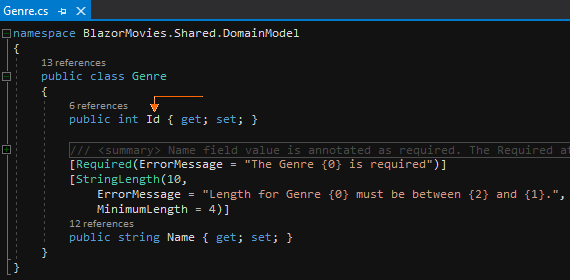 Genre.cs
namespace BlazorMovies.Shared.DomainModel
{
13 references
public class Genre
{
6 references
public int Id { get; set; }
/// <summary> Name field value is annotated as required. The Required at
[Required(ErrorMessage = "The Genre {0} is required")]
[StringLength(10,
ErrorMessage = "Length for Genre {0} must be between {2} and {1}.",
MinimumLength = 4)]
12 references
public string Name { get; set; }
}
}